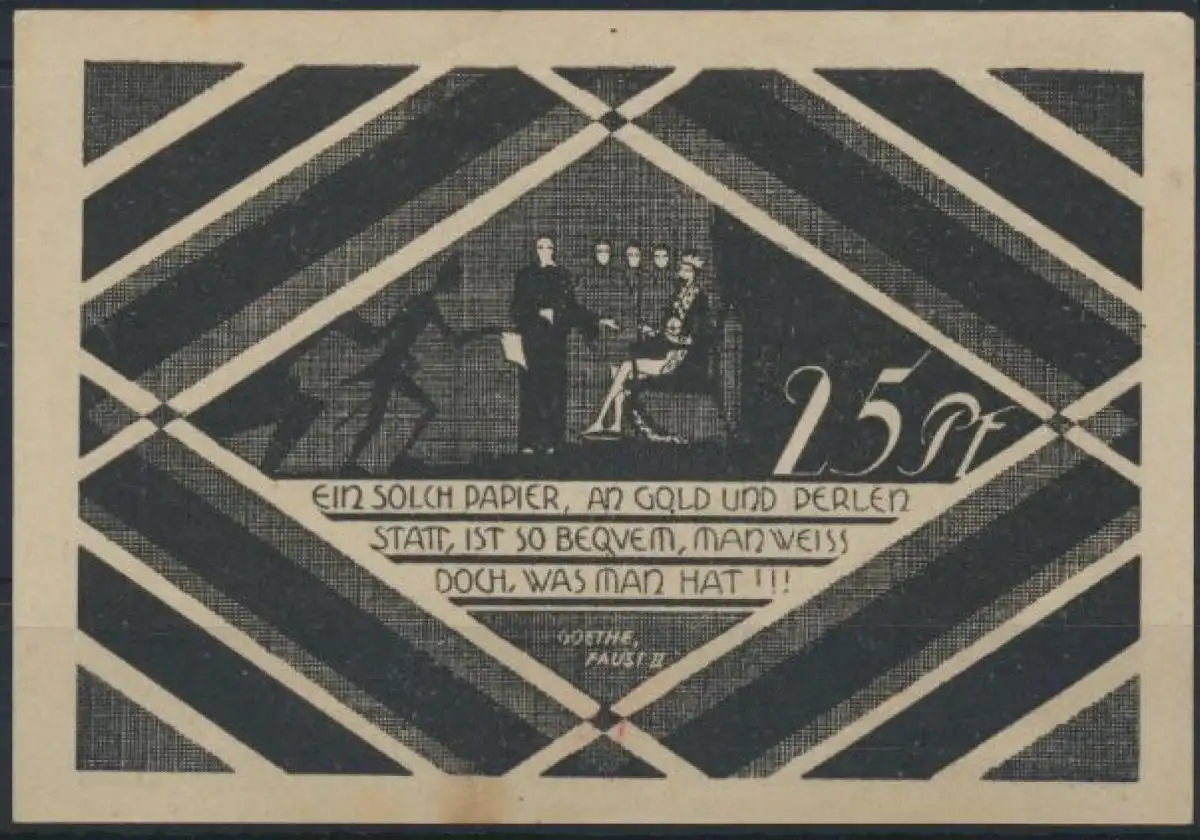 25 PF
EIN SOLCH PAPIER, AN GOLD UND PERLEN
STATT, IST SO BEQVEM, MAN WEISS
DOCH, WAS MAN HAT!!!
GOETHE,
FAUST II